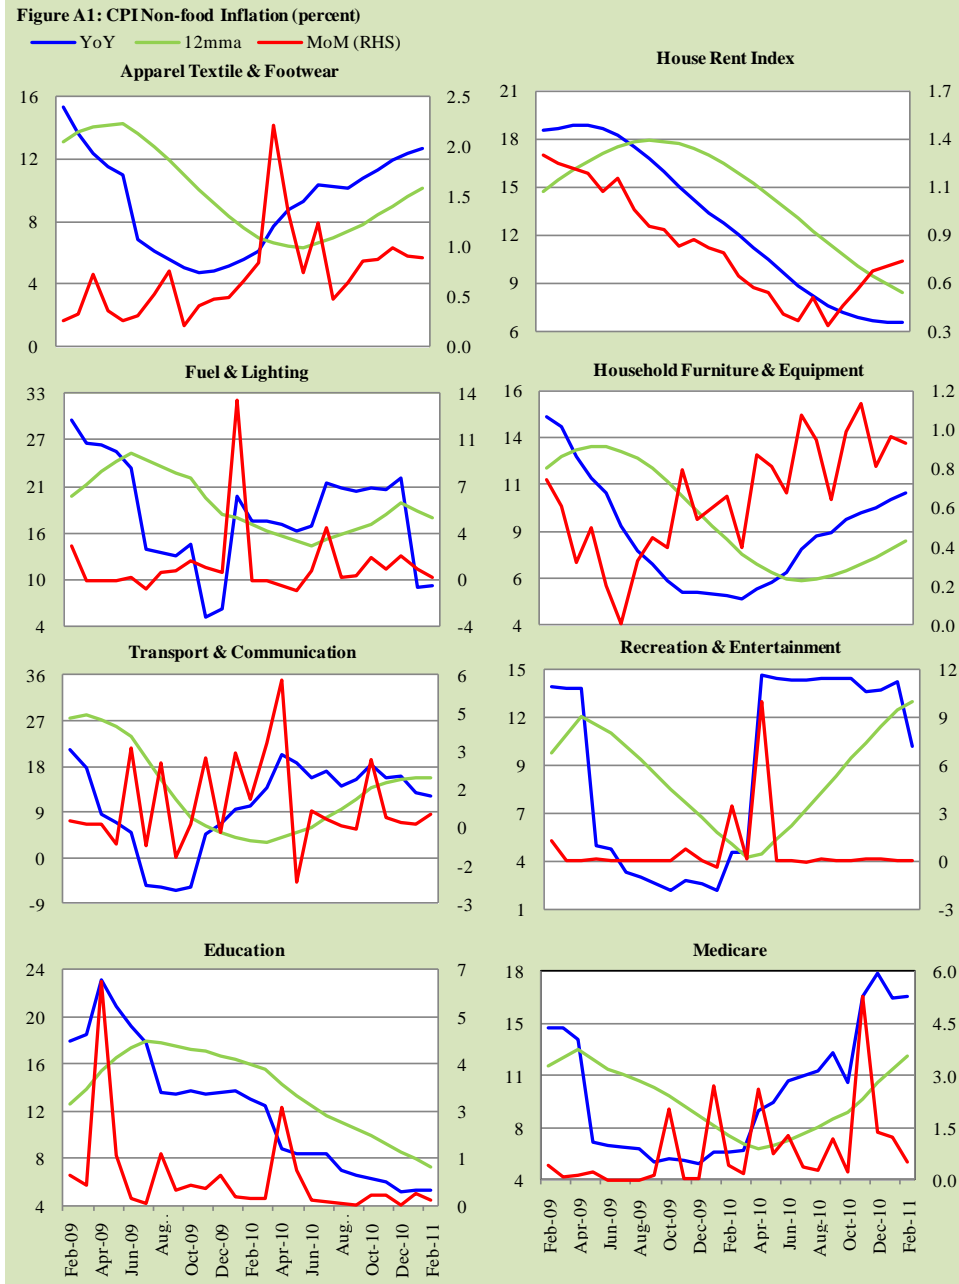 Figure A1: CPI Non-food Inflation (percent)
YoY 12mma MoM (RHS)
Apparel Textile & Footwear
16 12 8 4 0
2.5 2.0 1.5 1.0 0.5 0.0
House Rent Index
21 18 15 12 9 6
1.7 1.4 1.1 0.9 0.6 0.3
Fuel & Lighting
33 27 21 16 10 4
14 11 7 4 0 -4
Household Furniture & Equipment
16 14 11 9 6 4
1.2 1.0 0.8 0.6 0.4 0.2 0.0
Transport & Communication
36 27 18 9 0 -9
6 5 3 2 0 -2 -3
Recreation & Entertainment
15 12 9 7 4 1
12 9 6 3 0 -3
Education
24 20 16 12 8 4
7 5 4 3 1 0
Feb-09 Apr-09 Jun-09 Aug. Oct-09 Dec-09 Feb-10 Apr-10 Jun-10 Aug. Oct-10 Dec-10 Feb-11
Medicare
18 15 11 8 4
6.0 4.5 3.0 1.5 0.0
Feb-09 Apr-09 Jun-09 Aug-09 Oct-09 Dec-09 Feb-10 Apr-10 Jun-10 Aug-10 Oct-10 Dec-10 Feb-11